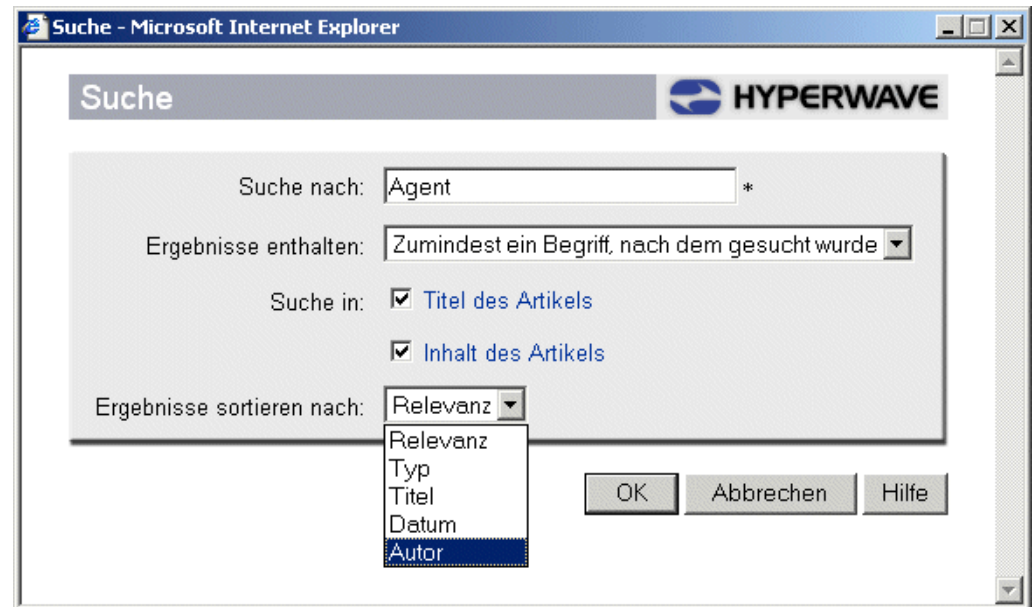 Suche - Microsoft Internet Explorer
Suche
HYPERWAVE
Suche nach: Agent *
Ergebnisse enthalten: Zumindest ein Begriff, nach dem gesucht wurde
Suche in: Titel des Artikels
Inhalt des Artikels
Ergebnisse sortieren nach: Relevanz
Relevanz
Typ
Titel
Datum
Autor
OK Abbrechen Hilfe